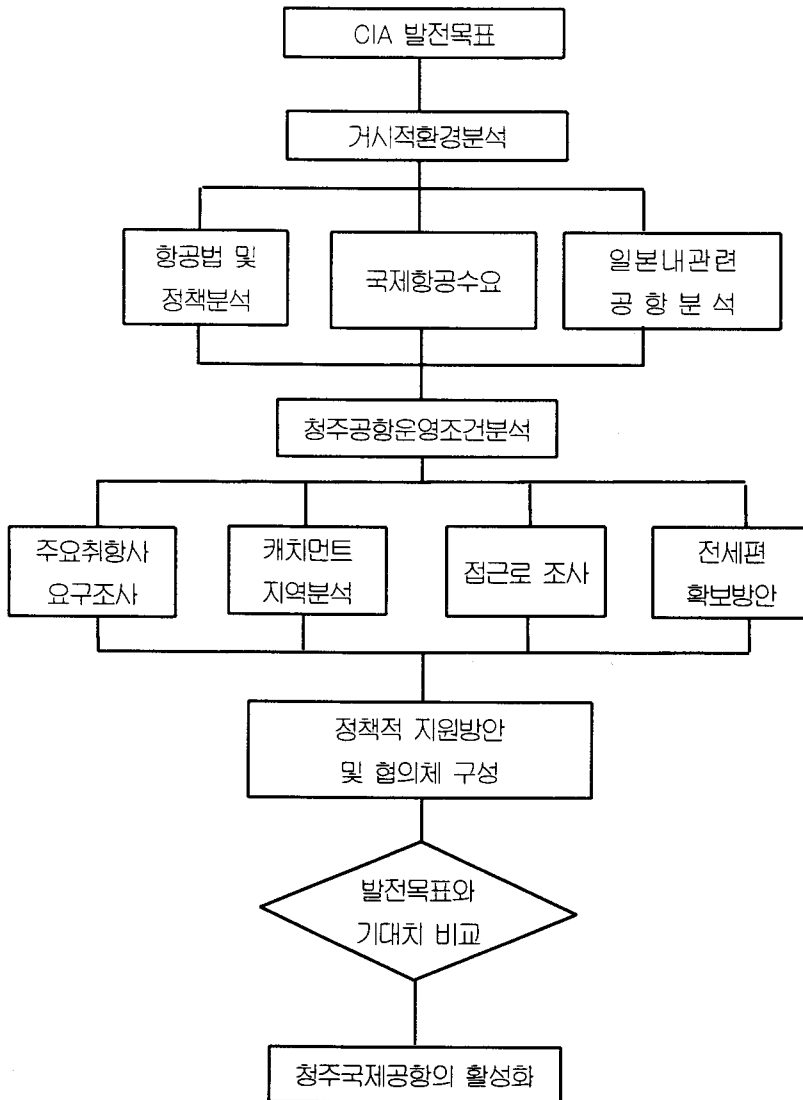 CIA 발전목표
거시적환경분석
항공법 및
정책분석
국제항공수요
일본내관련
공 항 분 석
청주공항운영조건분석
주요취항사
요구조사
캐치먼트
지역분석
접근로 조사
전세편
확보방안
정책적 지원방안
및 협의체 구성
발전목표와
기대치 비교
청주국제공항의 활성화